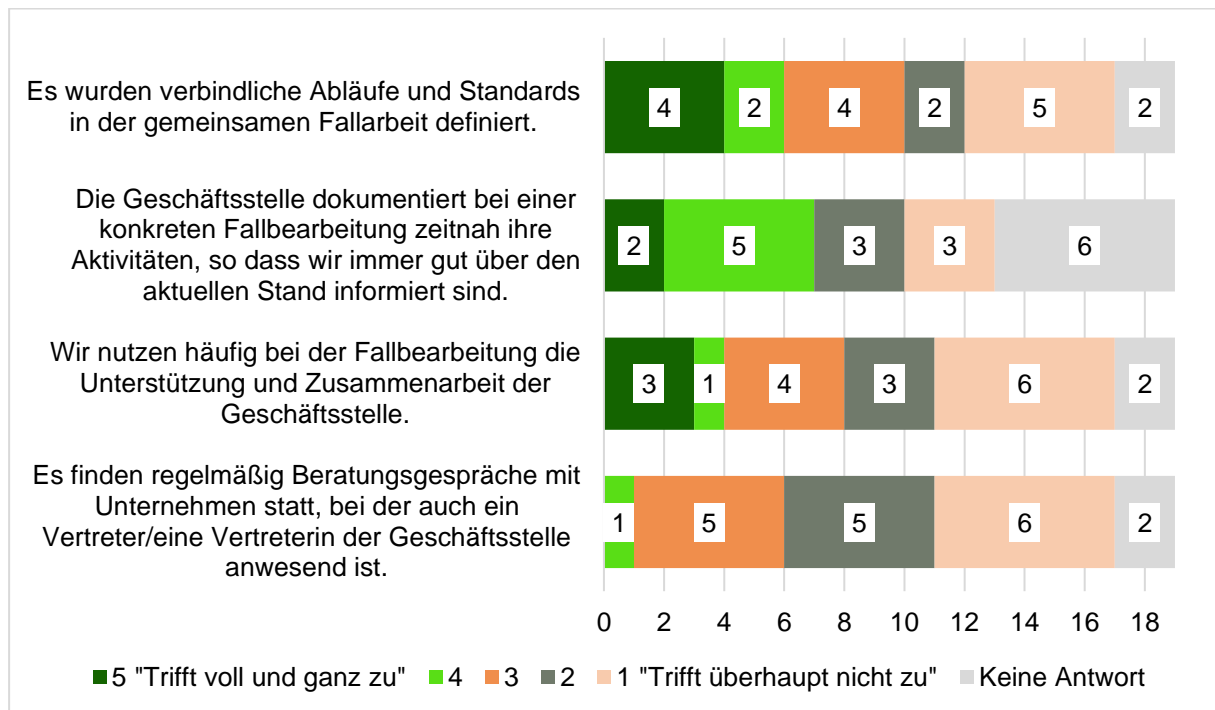 Es wurden verbindliche Abläufe und Standards
in der gemeinsamen Fallarbeit definiert.
4 2 4 2 5 2
Die Geschäftsstelle dokumentiert bei einer
konkreten Fallbearbeitung zeitnah ihre
Aktivitäten, so dass wir immer gut über den
aktuellen Stand informiert sind.
2 5 3 3 6
Wir nutzen häufig bei der Fallbearbeitung die
Unterstützung und Zusammenarbeit der
Geschäftsstelle.
3 1 4 3 6 2
Es finden regelmäßig Beratungsgespräche mit
Unternehmen statt, bei der auch ein
Vertreter/eine Vertreterin der Geschäftsstelle
anwesend ist.
1 5 5 6 2
0 2 4 6 8 10 12 14 16 18
5 "Trifft voll und ganz zu" 4 3 2 1 "Trifft überhaupt nicht zu" Keine Antwort